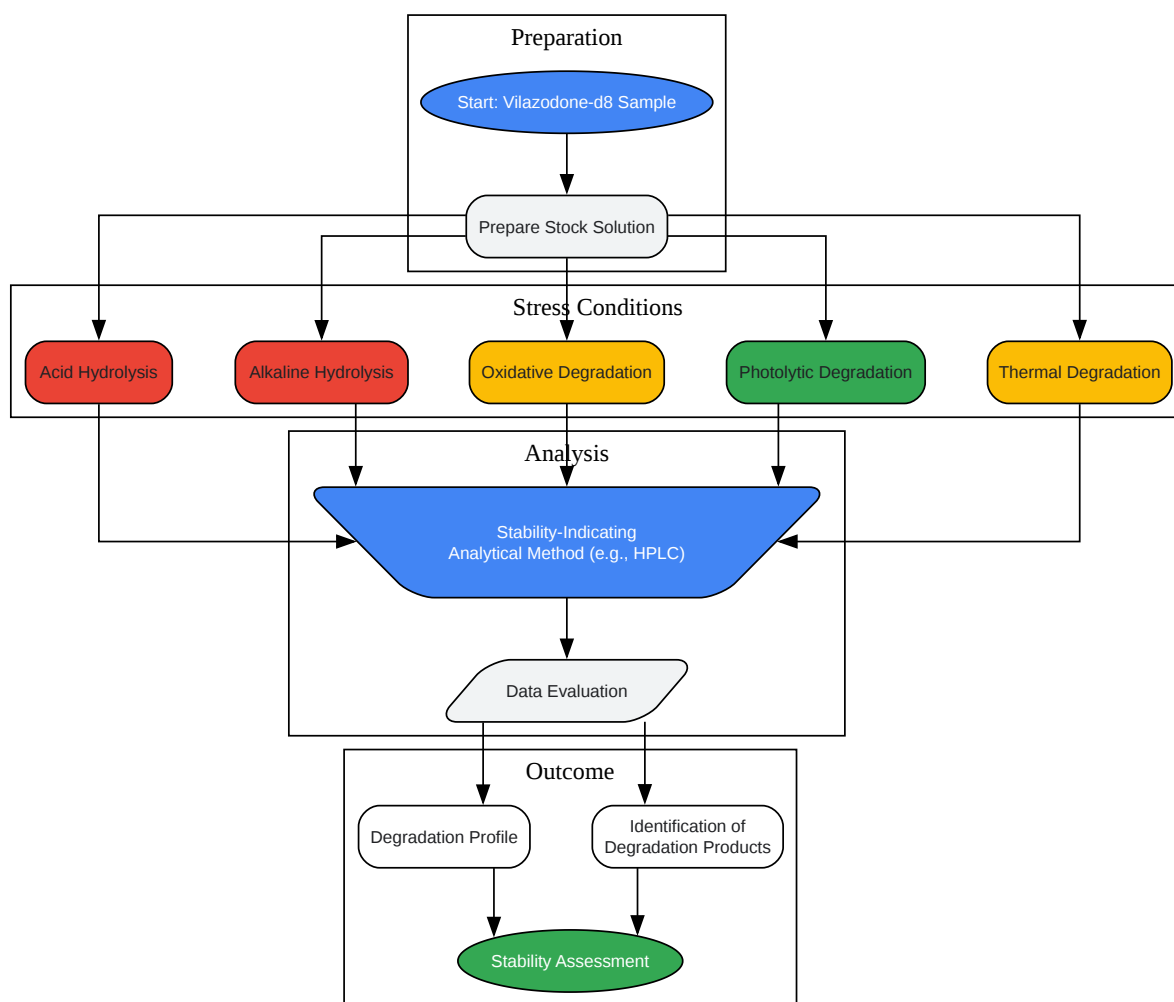 Preparation
Start: Vilazodone-d8 Sample
Prepare Stock Solution
Stress Conditions
Acid Hydrolysis
Alkaline Hydrolysis
Oxidative Degradation
Photolytic Degradation
Thermal Degradation
Analysis
Stability-Indicating
Analytical Method (e.g., HPLC)
Data Evaluation
Outcome
Degradation Profile
Identification of
Degradation Products
Stability Assessment